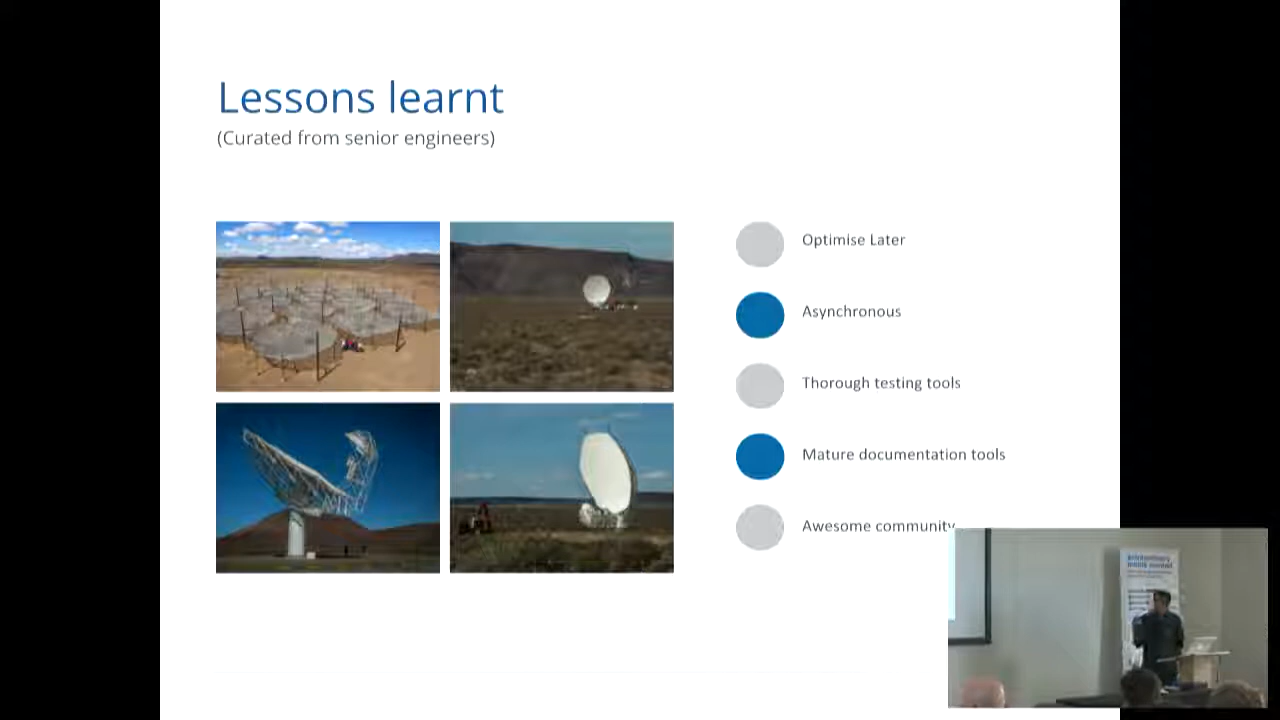 Lessons learnt
(Curated from senior engineers)
Optimise Later
Asynchronous
Thorough testing tools
Mature documentation tools
Awesome community